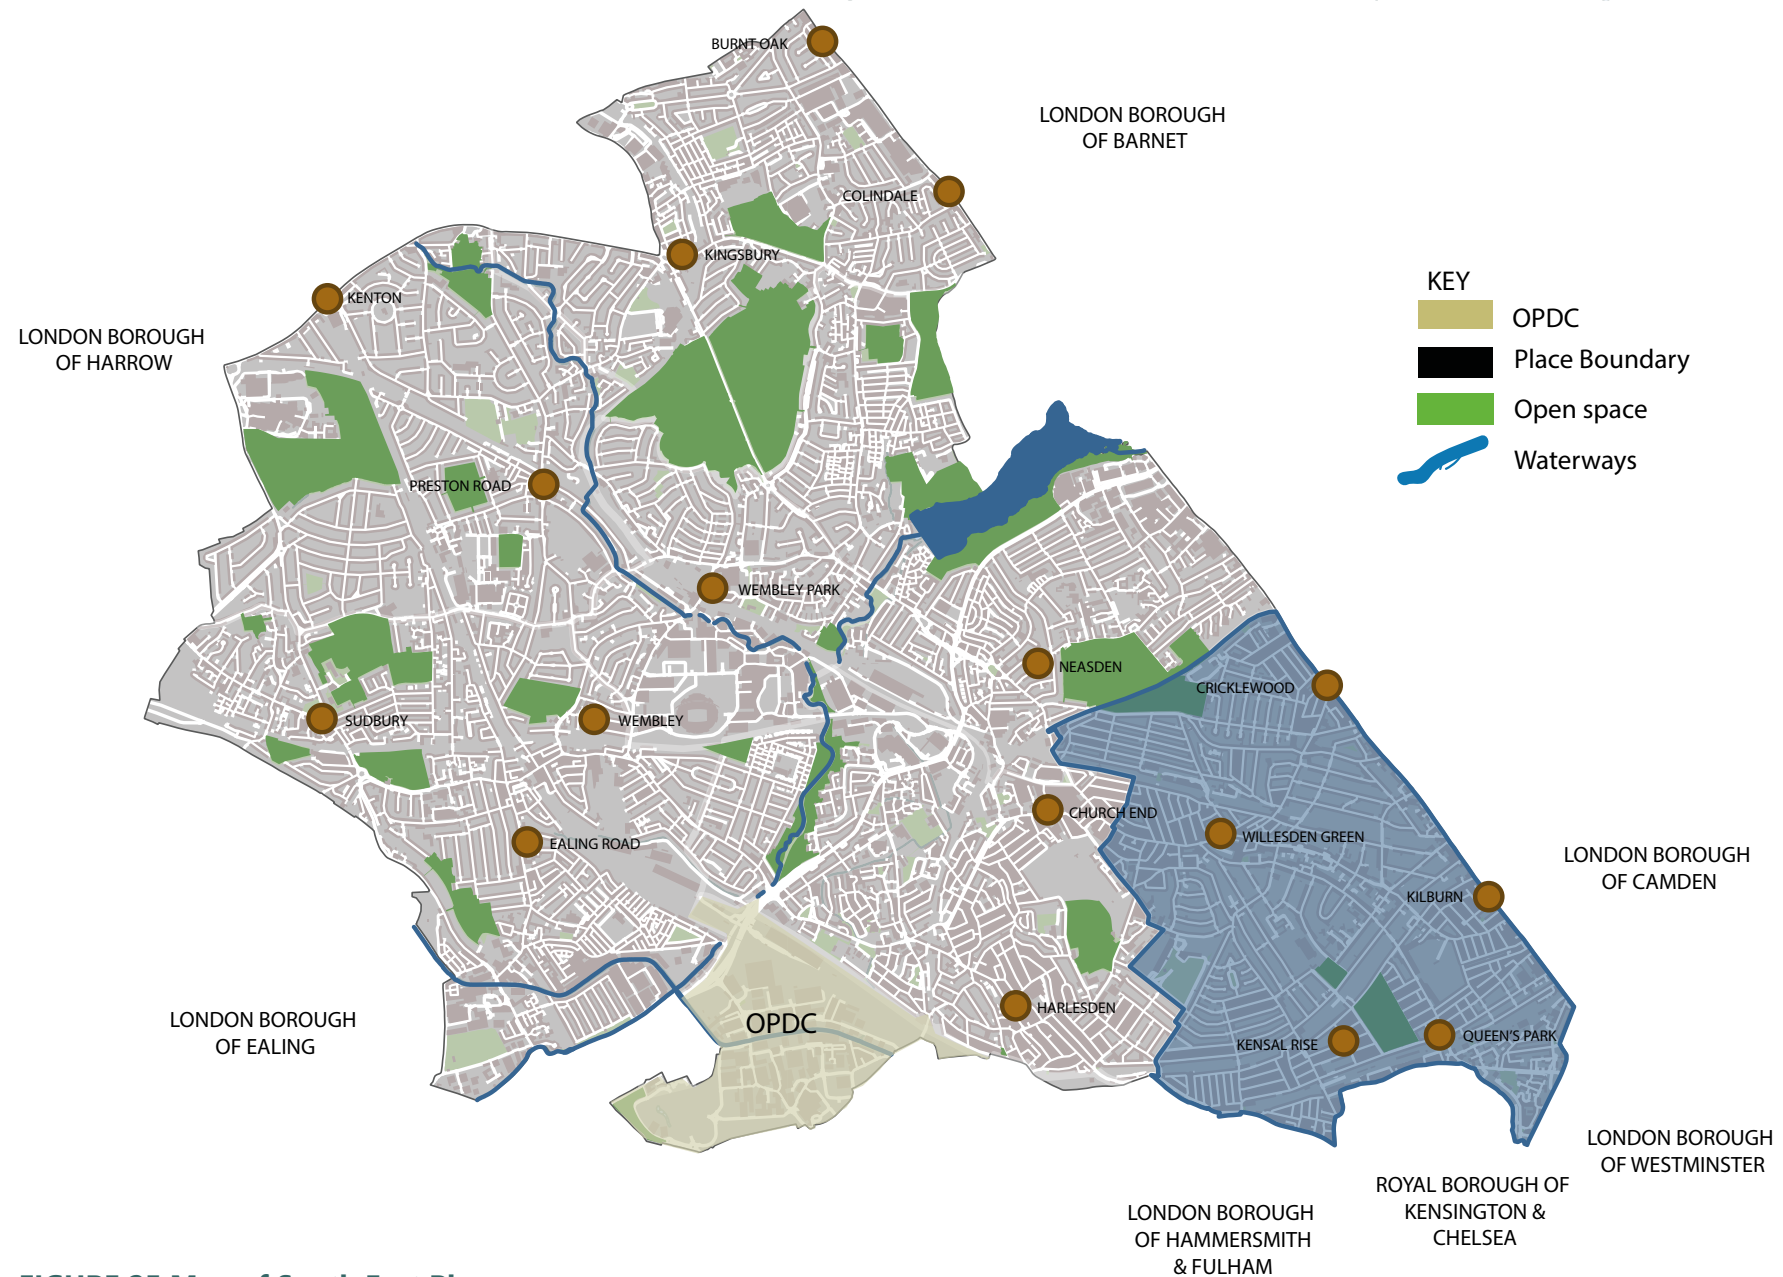 BURNT OAK
LONDON BOROUGH
OF BARNET
COLINDALE
KINGSBURY
KENTON
LONDON BOROUGH
OF HARROW
KEY
OPDC
Place Boundary
Open space
Waterways
PRESTON ROAD
WEMBLEY PARK
NEASDEN
CRICKLEWOOD
SUDBURY
WEMBLEY
CHURCH END
WILLESDEN GREEN
EALING ROAD
LONDON BOROUGH
OF CAMDEN
KILBURN
HARLESDEN
OPDC
KENSAL RISE
QUEEN'S PARK
LONDON BOROUGH
OF EALING
LONDON BOROUGH
OF WESTMINSTER
ROYAL BOROUGH OF
KENSINGTON &
CHELSEA
LONDON BOROUGH
OF HAMMERSMITH
& FULHAM